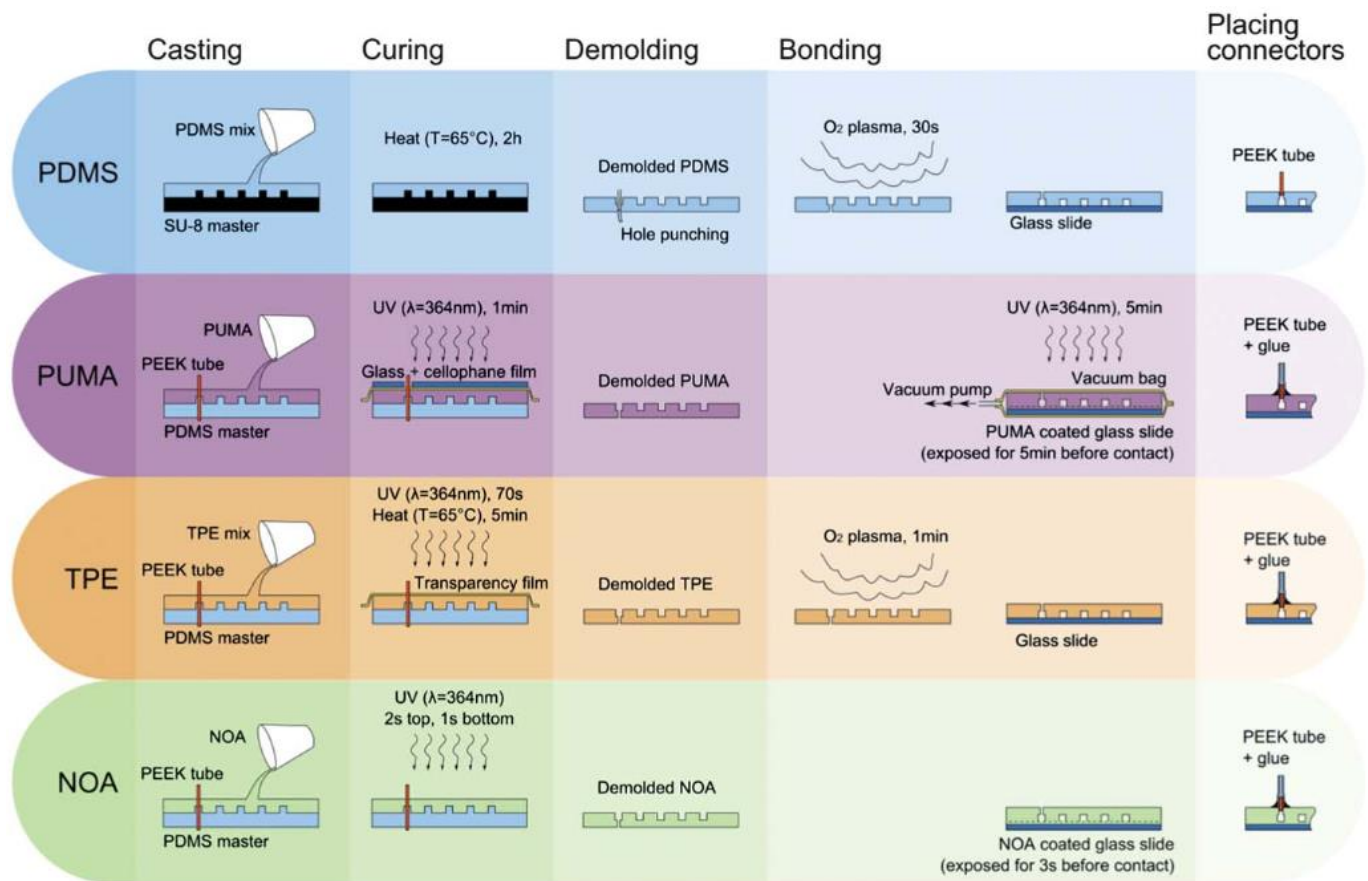 Casting
Curing
Demolding
Bonding
Placing
connectors
PDMS
PDMS mix
SU-8 master
Heat (T=65°C), 2h
Demolded PDMS
Hole punching
O₂ plasma, 30s
Glass slide
PEEK tube
PUMA
PUMA
PEEK tube
PDMS master
UV (λ=364nm), 1min
Glass + cellophane film
Demolded PUMA
Vacuum pump
UV (λ=364nm), 5min
Vacuum bag
PUMA coated glass slide
(exposed for 5min before contact)
PEEK tube
+ glue
TPE
TPE mix
PEEK tube
PDMS master
UV (λ=364nm), 70s
Heat (T=65°C), 5min
Transparency film
Demolded TPE
O₂ plasma, 1min
Glass slide
PEEK tube
+ glue
NOA
NOA
PEEK tube
PDMS master
UV (λ=364nm)
2s top, 1s bottom
Demolded NOA
NOA coated glass slide
(exposed for 3s before contact)
PEEK tube
+ glue